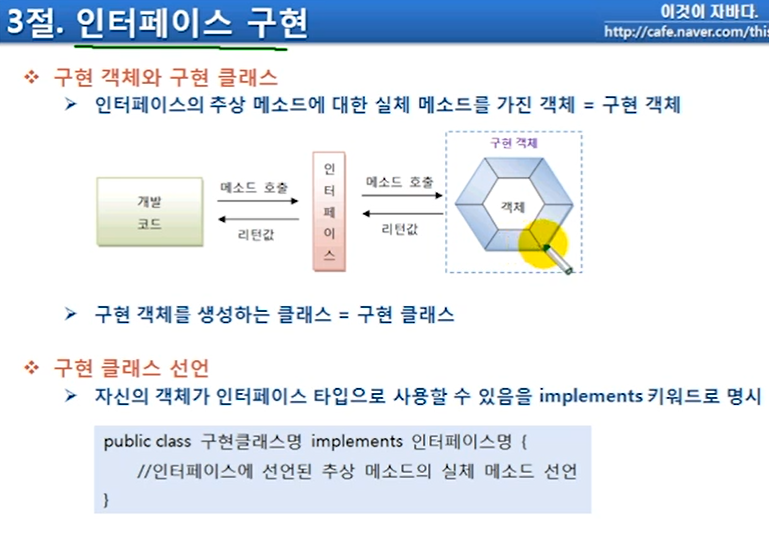 3절. 인터페이스 구현
이것이 자바다.
http://cafe.naver.com/this
❖ 구현 객체와 구현 클래스
➤ 인터페이스의 추상 메소드에 대한 실체 메소드를 가진 객체 = 구현 객체
개발
코드
메소드 호출
리턴값
인
터
페
이
스
메소드 호출
리턴값
구현 객체
객체
➤ 구현 객체를 생성하는 클래스 = 구현 클래스
❖ 구현 클래스 선언
➤ 자신의 객체가 인터페이스 타입으로 사용할 수 있음을 implements 키워드로 명시
public class 구현클래스명 implements 인터페이스명 {
//인터페이스에 선언된 추상 메소드의 실체 메소드 선언
}